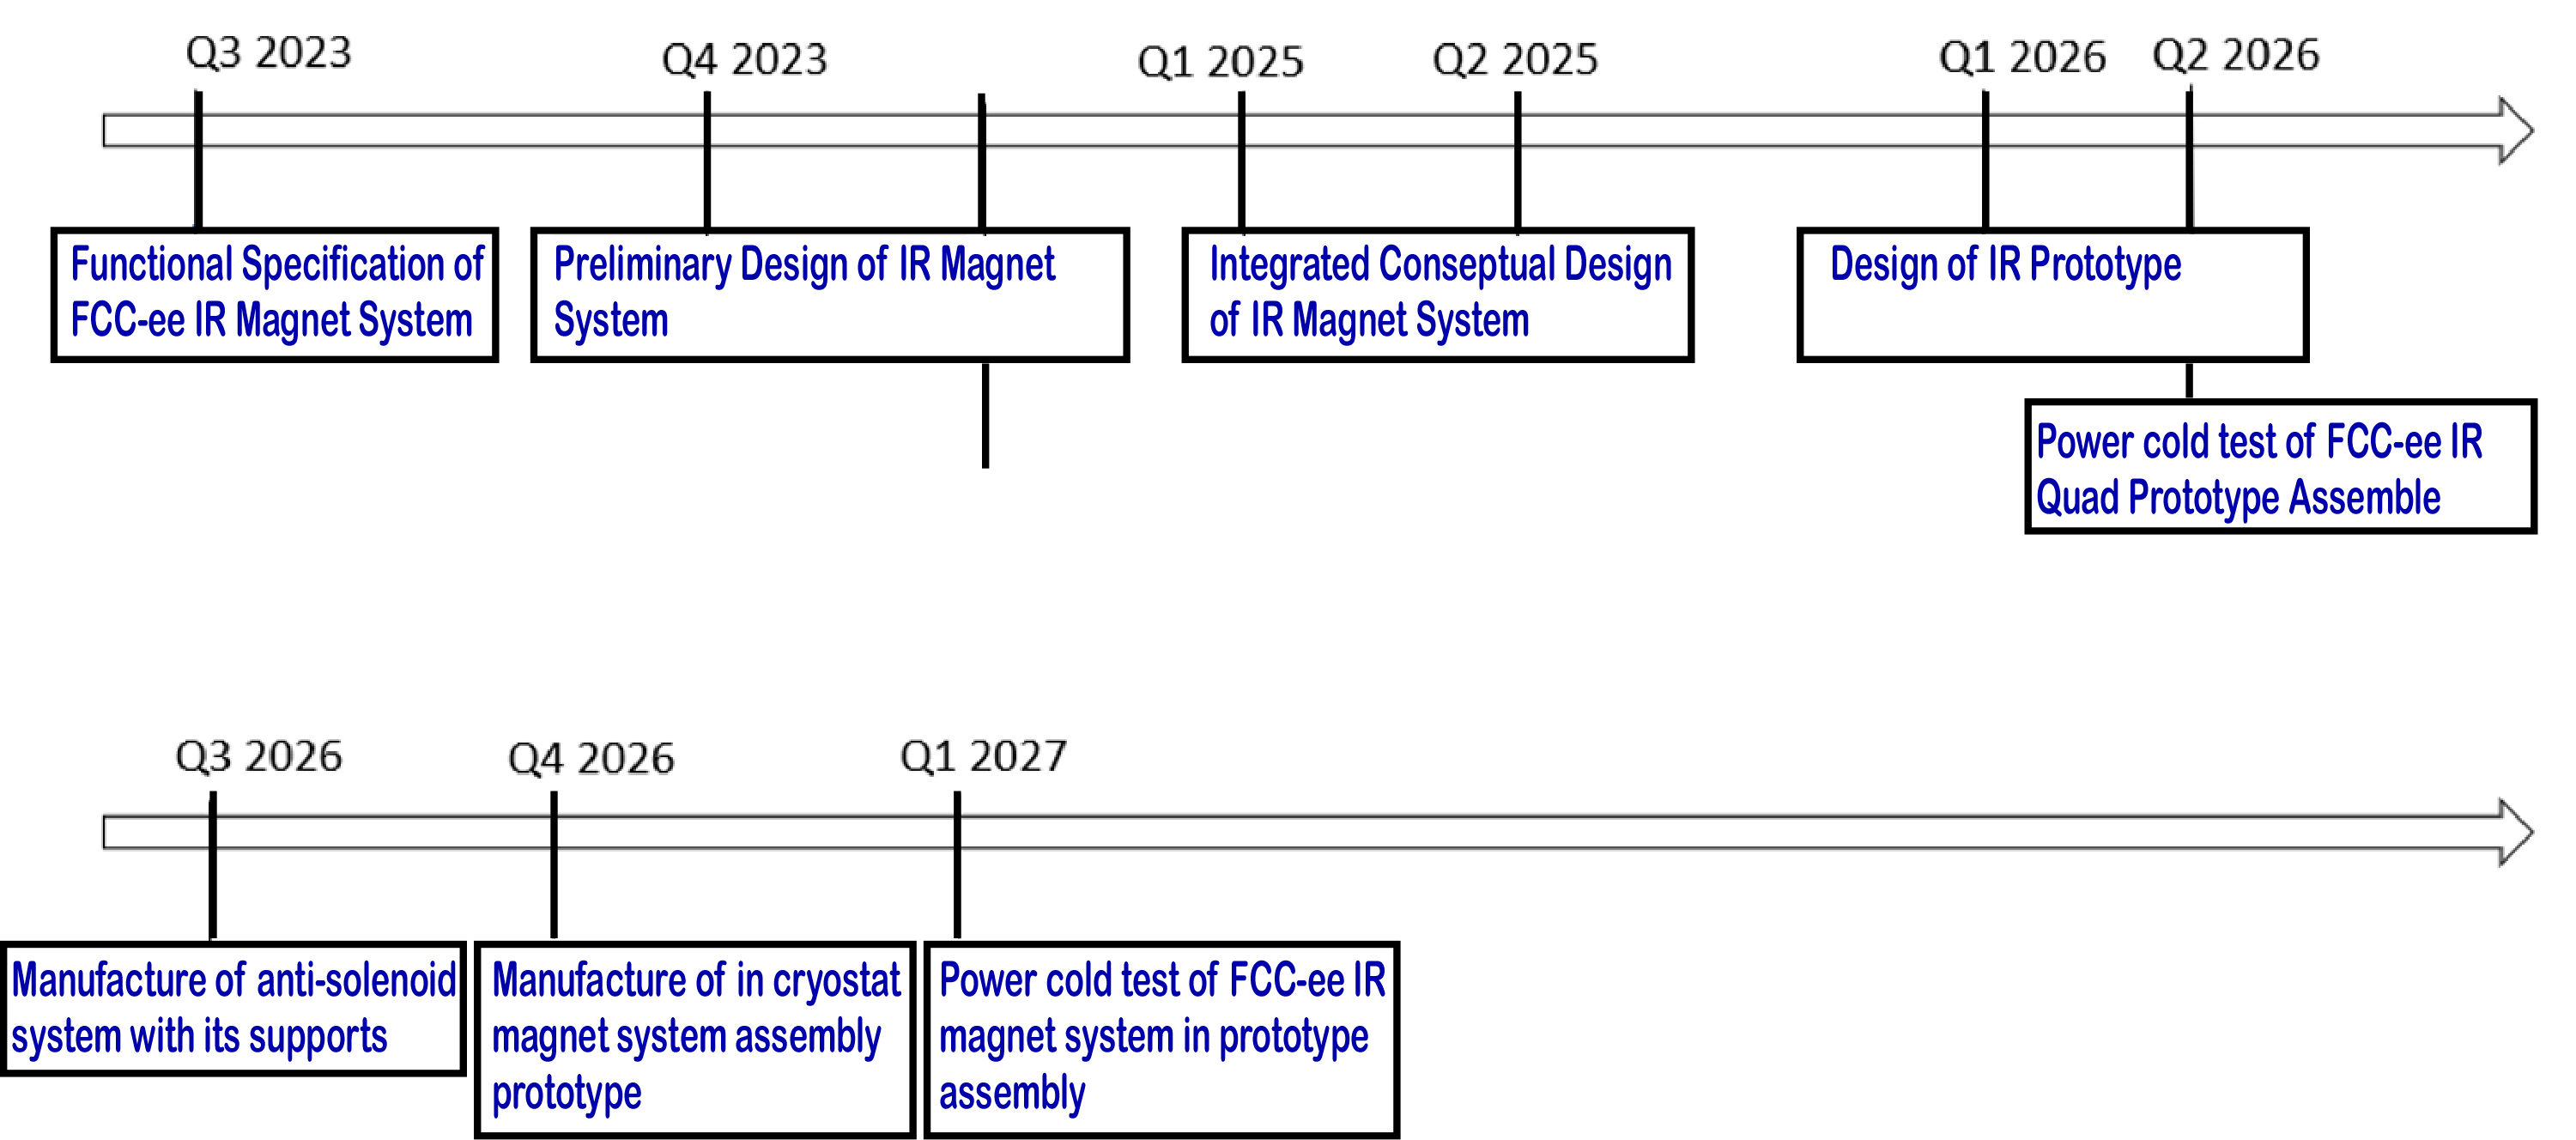 Q3 2023
Q4 2023
Q1 2025
Q2 2025
Q1 2026
Q2 2026
Functional Specification of
FCC-ee IR Magnet System
Preliminary Design of IR Magnet
System
Integrated Conseptual Design
of IR Magnet System
Design of IR Prototype
Power cold test of FCC-ee IR
Quad Prototype Assemble
Q3 2026
Q4 2026
Q1 2027
Manufacture of anti-solenoid
system with its supports
Manufacture of in cryostat
magnet system assembly
prototype
Power cold test of FCC-ee IR
magnet system in prototype
assembly